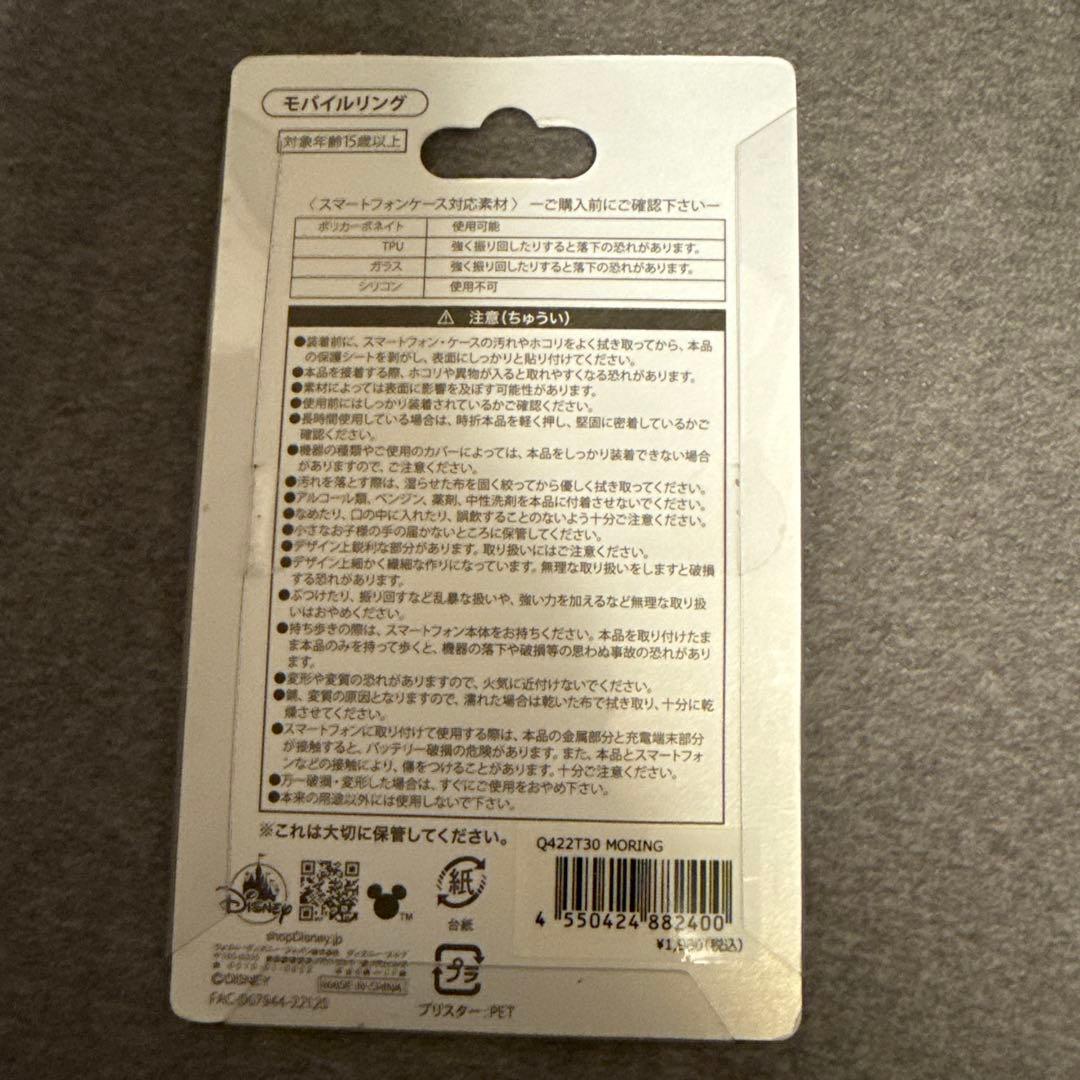 モバイルリング
対象年齢15歳以上
〈スマートフォンケース対応素材〉 ーご購入前にご確認下さいー
ポリカーボネイト 使用可能
TPU 強く振り回したりすると落下の恐れがあります。
ガラス 強く振り回したりすると落下の恐れがあります。
シリコン 使用不可
⚠ 注意(ちゅうい)
●装着前に、スマートフォン・ケースの汚れやホコリをよく拭き取ってから、本品
の保護シートを剥がし、表面にしっかりと貼り付けてください。
●本品を接着する際、ホコリや異物が入ると取れやすくなる恐れがあります。
●素材によっては表面に影響を及ぼす可能性があります。
●使用前にはしっかり装着されているかご確認ください。
●長時間使用している場合は、時折本品を軽く押し、堅固に密着しているかご
確認ください。
●機器の種類やご使用のカバーによっては、本品をしっかり装着できない場合
がありますので、ご注意ください。
●汚れを落とす際は、湿らせた布を固く絞ってから優しく拭き取ってください。
●アルコール類、ベンジン、薬剤、中性洗剤を本品に付着させないでください。
●なめたり、口の中に入れたり、誤飲することのないよう十分ご注意ください。
●小さなお子様の手の届かないところに保管してください。
●デザイン上鋭利な部分があります。取り扱いにはご注意ください。
●デザイン上細かく繊細な作りになっています。無理な取り扱いをしますと破損
する恐れがあります。
●ぶつけたり、振り回すなど乱暴な扱いや、強い力を加えるなど無理な取り扱
いはおやめください。
●持ち歩きの際は、スマートフォン本体をお持ちください。本品を取り付けたま
ま本品のみを持って歩くと、機器の落下や破損等の思わぬ事故の恐れがあり
ます。
●変形や変質の恐れがありますので、火気に近付けないでください。
●錆、変質の原因となりますので、濡れた場合は乾いた布で拭き取り、十分に乾
燥させてください。
●スマートフォンに取り付けて使用する際は、本品の金属部分と充電端末部分
が接触すると、バッテリー破損の危険があります。また、本品とスマートフォ
ンなどの接触により、傷をつけることがあります。十分ご注意ください。
●万一破損・変形した場合は、すぐにご使用をおやめ下さい。
●本来の用途以外には使用しないで下さい。
※これは大切に保管してください。
Q422T30 MORING
4 550424 882400
(税込)
DISNEY
TM
紙
台紙
shopDisney.jp
プラ
ブリスター:PET
©DISNEY
MADE IN CHINA